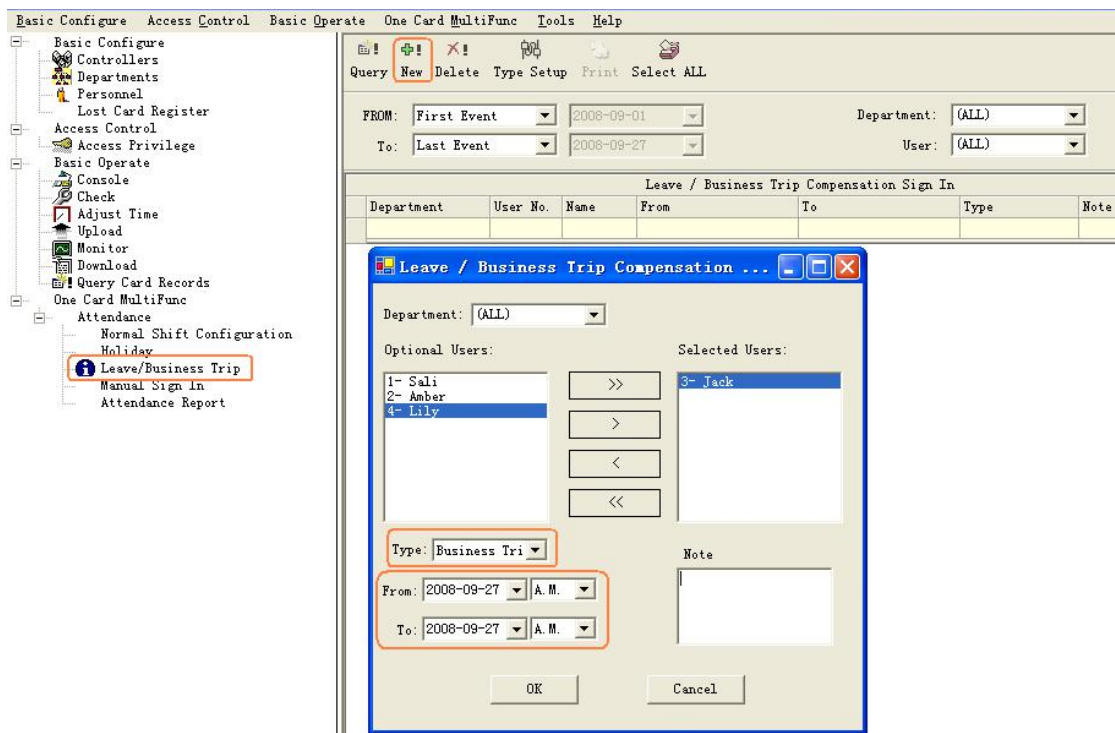 Basic Configure Access Control Basic Operate One Card MultiFunc Tools Help
Basic Configure
Controllers
Departments
Personnel
Lost Card Register
Access Control
Access Privilege
Basic Operate
Console
Check
Adjust Time
Upload
Monitor
Download
Query Card Records
One Card MultiFunc
Attendance
Normal Shift Configuration
Holiday
Leave/Business Trip
Manual Sign In
Attendance Report
Query New Delete Type Setup Print Select ALL
FROM: First Event 2008-09-01 Department: (ALL)
To: Last Event 2008-09-27 User: (ALL)
Leave / Business Trip Compensation Sign In
Department User No. Name From To Type Note
Leave / Business Trip Compensation ...
Department: (ALL)
Optional Users: Selected Users:
1- Sali >> 3- Jack
2- Amber
4- Lily
>
<
<<
Type: Business Tri Note
From: 2008-09-27 A.M.
To: 2008-09-27 A.M.
OK Cancel